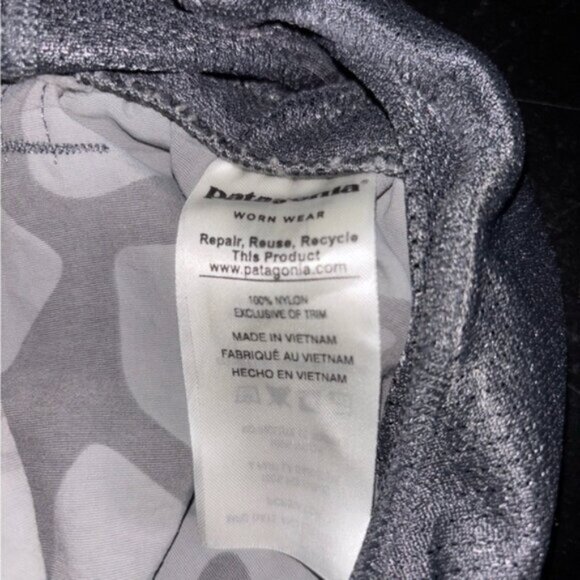 patagonia®
WORN WEAR
Repair, Reuse, Recycle
This Product
www.patagonia.com
100% NYLON
EXCLUSIVE OF TRIM
MADE IN VIETNAM
FABRIQUÉ AU VIETNAM
HECHO EN VIETNAM